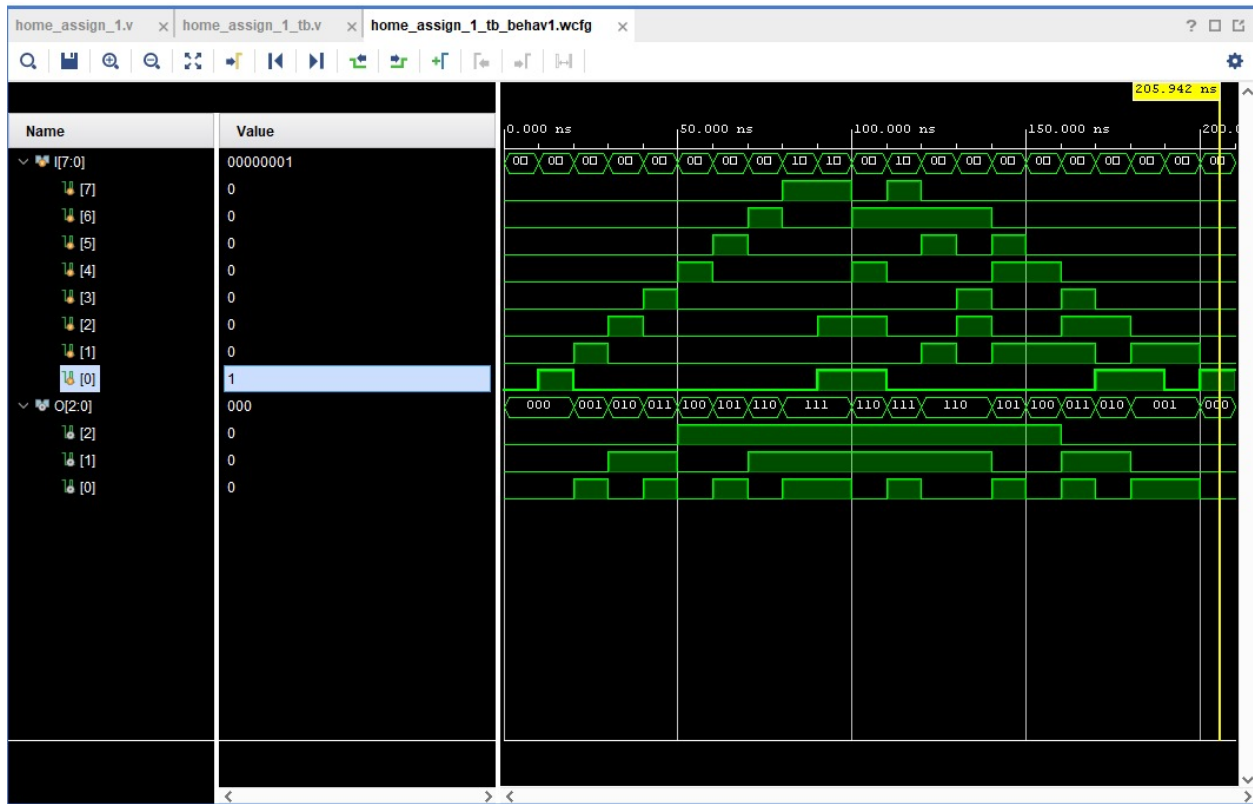 home_assign_1.v × home_assign_1_tb.v × home_assign_1_tb_behav1.wcfg ×
205.942 ns
Name Value 0.000 ns 50.000 ns 100.000 ns 150.000 ns
I[7:0] 00000001
[7] 0
[6] 0
[5] 0
[4] 0
[3] 0
[2] 0
[1] 0
[0] 1
O[2:0] 000 000 001 010 011 100 101 110 111 110 111 110 101 100 011 010 001 000
[2] 0
[1] 0
[0] 0